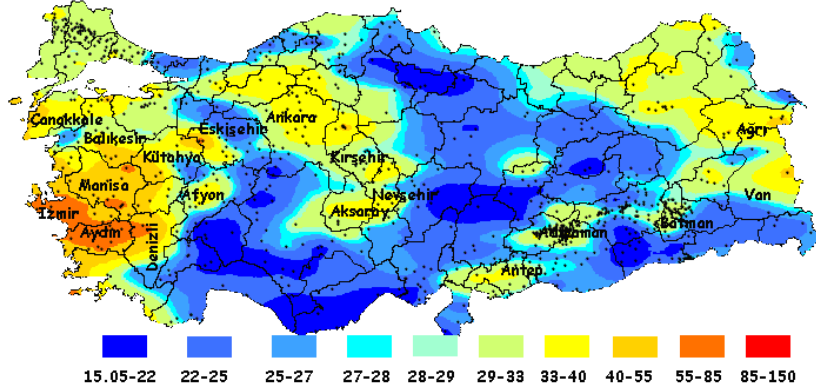 Çanakkale
Balıkesir
Eskişehir
Ankara
Kütahya
Kırşehir
Ağrı
Manisa
Afyon
Nevşehir
Van
İzmir
Aksaray
Aydın
Denizli
Adıyaman
Batman
Antep
15.05-22 22-25 25-27 27-28 28-29 29-33 33-40 40-55 55-85 85-150